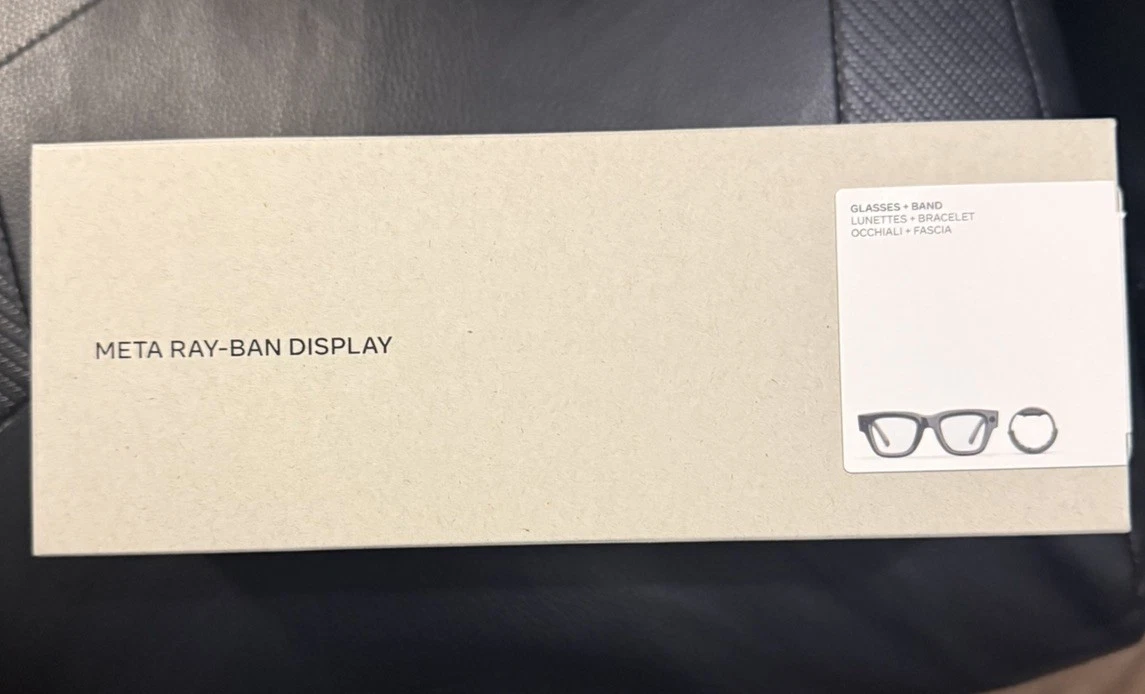 META RAY-BAN DISPLAY
GLASSES + BAND
LUNETTES + BRACELET
OCCHIALI + FASCIA